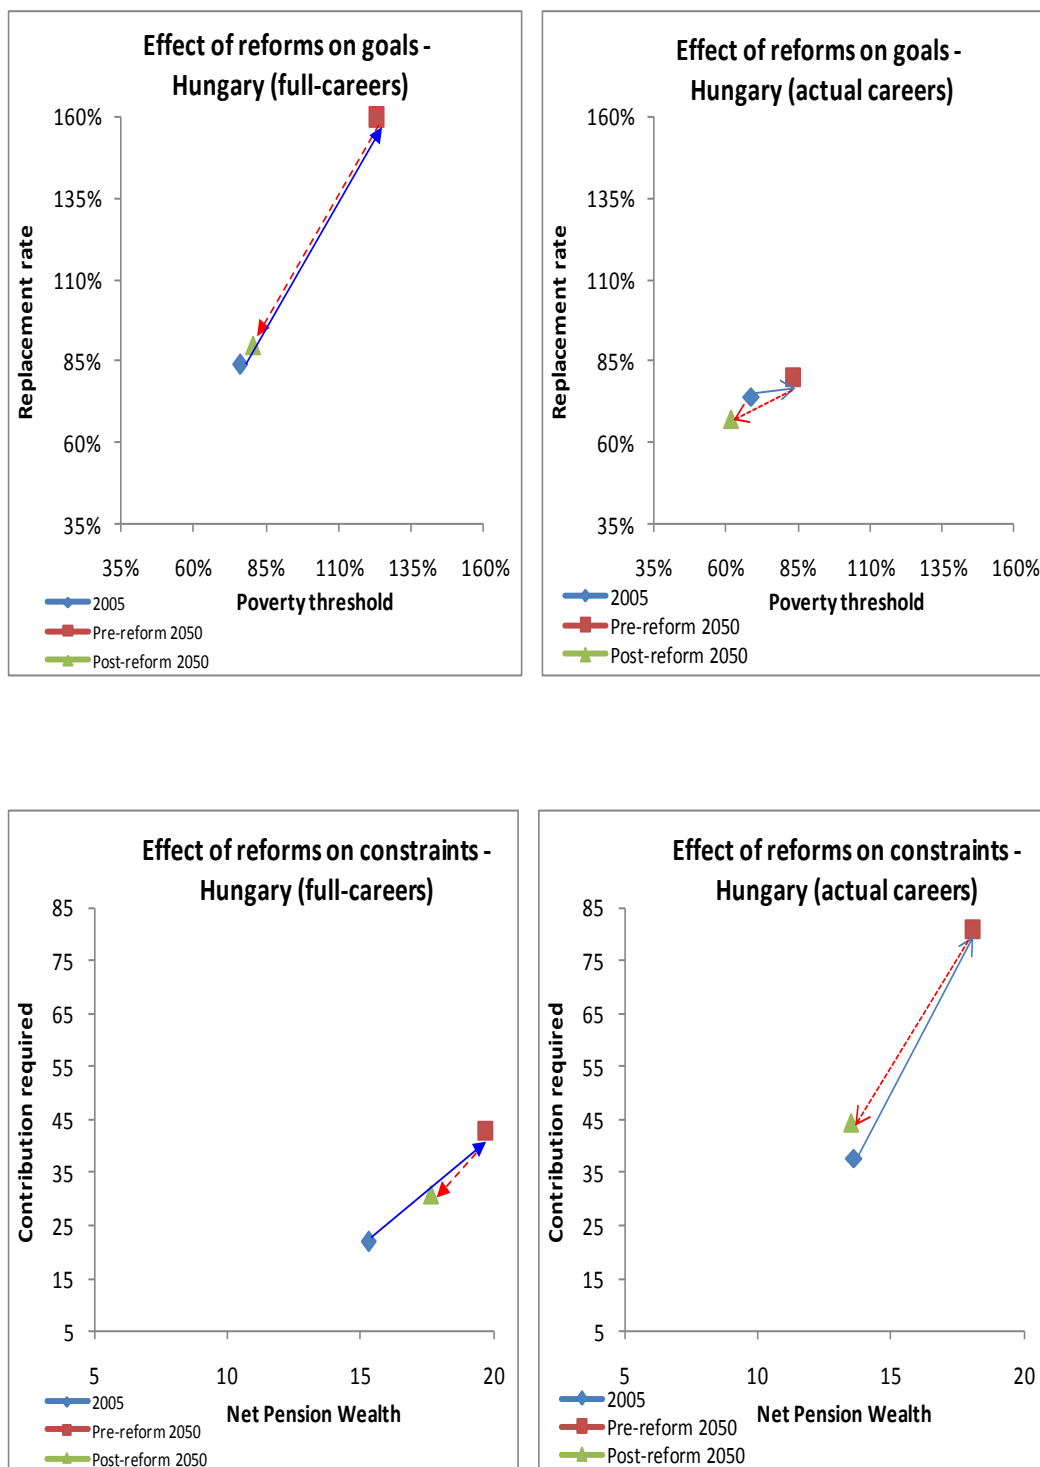 Effect of reforms on goals -
Hungary (full-careers)
160%
135%
110%
85%
60%
35%
Replacement rate
35% 60% 85% 110% 135% 160%
Poverty threshold
2005
Pre-reform 2050
Post-reform 2050
Effect of reforms on goals -
Hungary (actual careers)
160%
135%
110%
85%
60%
35%
Replacement rate
35% 60% 85% 110% 135% 160%
Poverty threshold
2005
Pre-reform 2050
Post-reform 2050
Effect of reforms on constraints -
Hungary (full-careers)
85
75
65
55
45
35
25
15
5
Contribution required
5 10 15 20
Net Pension Wealth
2005
Pre-reform 2050
Post-reform 2050
Effect of reforms on constraints -
Hungary (actual careers)
85
75
65
55
45
35
25
15
5
Contribution required
5 10 15 20
Net Pension Wealth
2005
Pre-reform 2050
Post-reform 2050